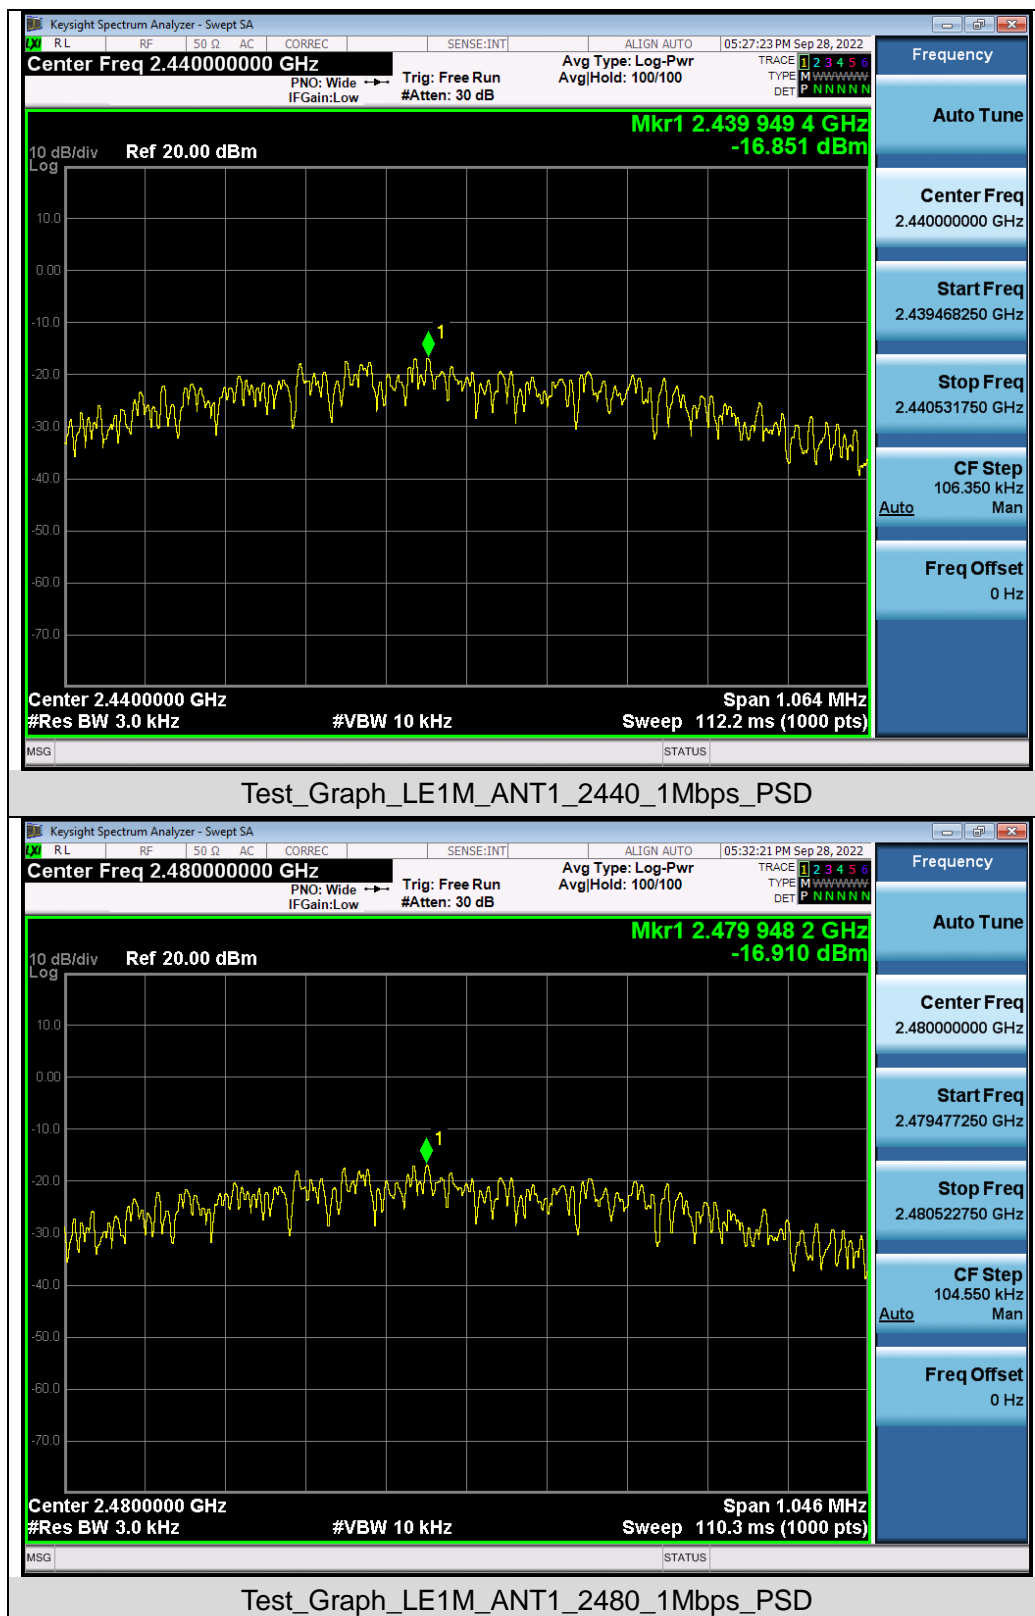 Keysight Spectrum Analyzer - Swept SA
LXI RL RF 50 Ω AC CORREC SENSE:INT ALIGN AUTO 05:27:23 PM Sep 28, 2022
Center Freq 2.440000000 GHz
PNO: Wide
IFGain:Low
Trig: Free Run
#Atten: 30 dB
Avg Type: Log-Pwr
Avg|Hold: 100/100
TRACE 1 2 3 4 5 6
TYPE M WWWWW
DET P N N N N N
Mkr1 2.439 949 4 GHz
-16.851 dBm
10 dB/div Ref 20.00 dBm
Log
10.0
0.00
-10.0
-20.0
-30.0
-40.0
-50.0
-60.0
-70.0
1
Center 2.4400000 GHz Span 1.064 MHz
#Res BW 3.0 kHz #VBW 10 kHz Sweep 112.2 ms (1000 pts)
MSG STATUS
Frequency
Auto Tune
Center Freq
2.440000000 GHz
Start Freq
2.439468250 GHz
Stop Freq
2.440531750 GHz
CF Step
106.350 kHz
Auto Man
Freq Offset
0 Hz
Test_Graph_LE1M_ANT1_2440_1Mbps_PSD
Keysight Spectrum Analyzer - Swept SA
LXI RL RF 50 Ω AC CORREC SENSE:INT ALIGN AUTO 05:32:21 PM Sep 28, 2022
Center Freq 2.480000000 GHz
PNO: Wide
IFGain:Low
Trig: Free Run
#Atten: 30 dB
Avg Type: Log-Pwr
Avg|Hold: 100/100
TRACE 1 2 3 4 5 6
TYPE M WWWWW
DET P N N N N N
Mkr1 2.479 948 2 GHz
-16.910 dBm
10 dB/div Ref 20.00 dBm
Log
10.0
0.00
-10.0
-20.0
-30.0
-40.0
-50.0
-60.0
-70.0
1
Center 2.4800000 GHz Span 1.046 MHz
#Res BW 3.0 kHz #VBW 10 kHz Sweep 110.3 ms (1000 pts)
MSG STATUS
Frequency
Auto Tune
Center Freq
2.480000000 GHz
Start Freq
2.479477250 GHz
Stop Freq
2.480522750 GHz
CF Step
104.550 kHz
Auto Man
Freq Offset
0 Hz
Test_Graph_LE1M_ANT1_2480_1Mbps_PSD